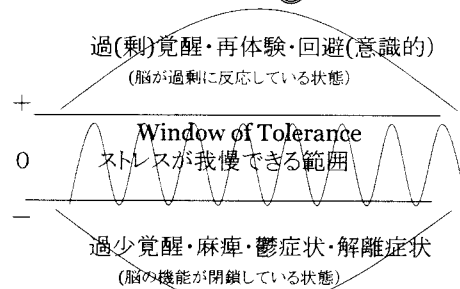 過(剰)覚醒・再体験・回避(意識的)
(脳が過剰に反応している状態)
+
Window of Tolerance
0
ストレスが我慢できる範囲
−
過少覚醒・麻痺・鬱症状・解離症状
(脳の機能が閉鎖している状態)